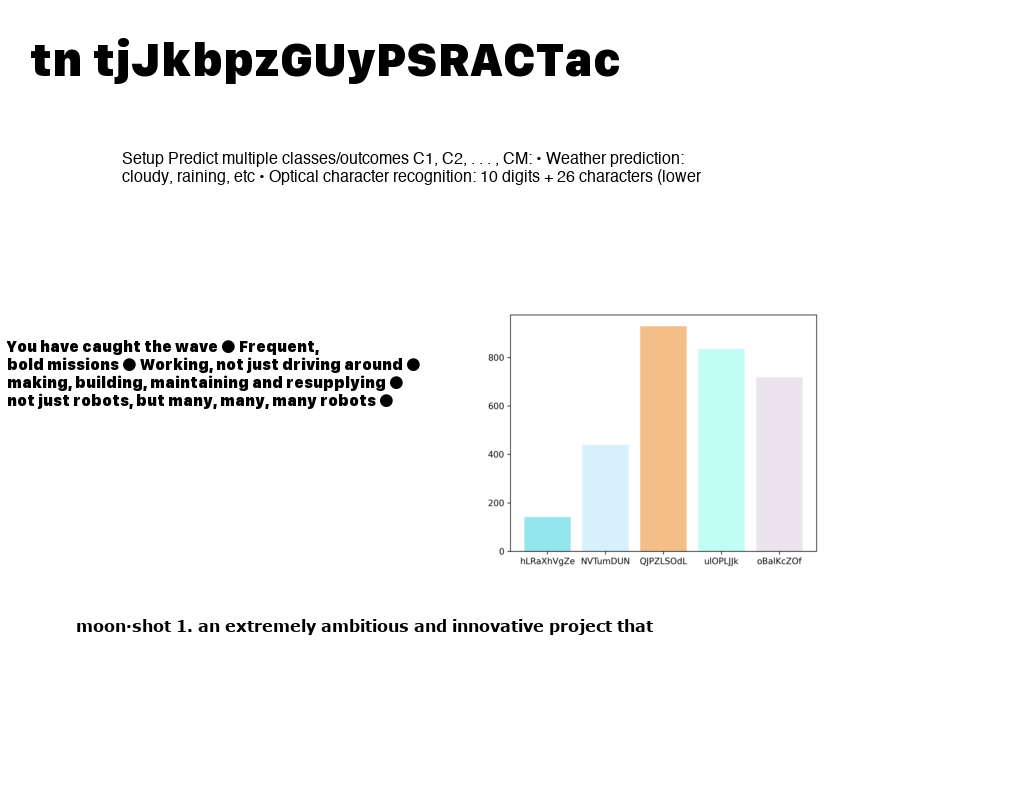 tn tjJkbpzGUyPSRACTac
Setup Predict multiple classes/outcomes C1, C2, . . . , CM: • Weather prediction:
cloudy, raining, etc • Optical character recognition: 10 digits + 26 characters (lower
You have caught the wave ● Frequent,
bold missions ● Working, not just driving around ●
making, building, maintaining and resupplying ●
not just robots, but many, many, many robots ●
800
600
400
200
0
hLRaXhVgZe NVTumDUN QJPZLSOdL ulOPLJJk oBalKcZOf
moon·shot 1. an extremely ambitious and innovative project that